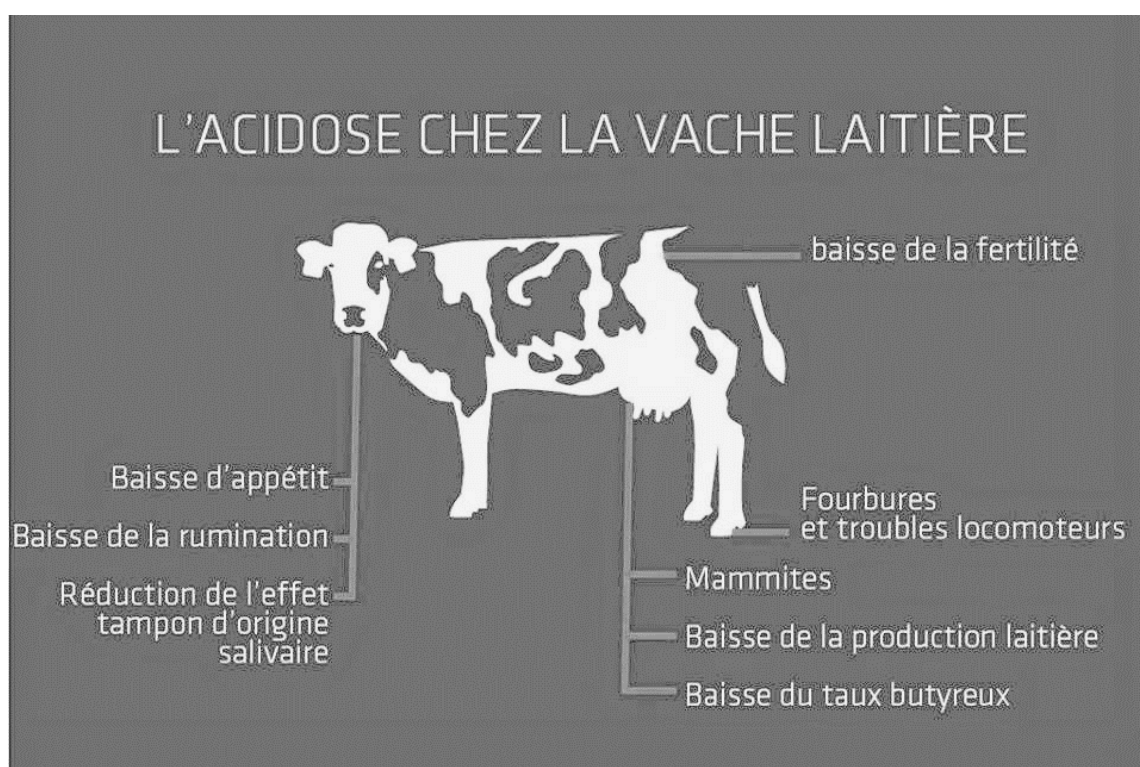 L'ACIDOSE CHEZ LA VACHE LAITIÈRE
baisse de la fertilité
Baisse d'appétit
Baisse de la rumination
Réduction de l'effet
tampon d'origine
salivaire
Fourbures
et troubles locomoteurs
Mammites
Baisse de la production laitière
Baisse du taux butyreux